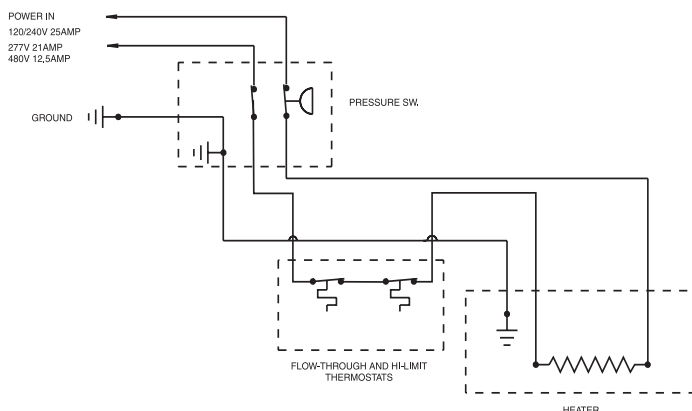 POWER IN
120/240V 25AMP
277V 21AMP
480V 12,5AMP
PRESSURE SW.
GROUND
FLOW-THROUGH AND HI-LIMIT
THERMOSTATS
HEATER